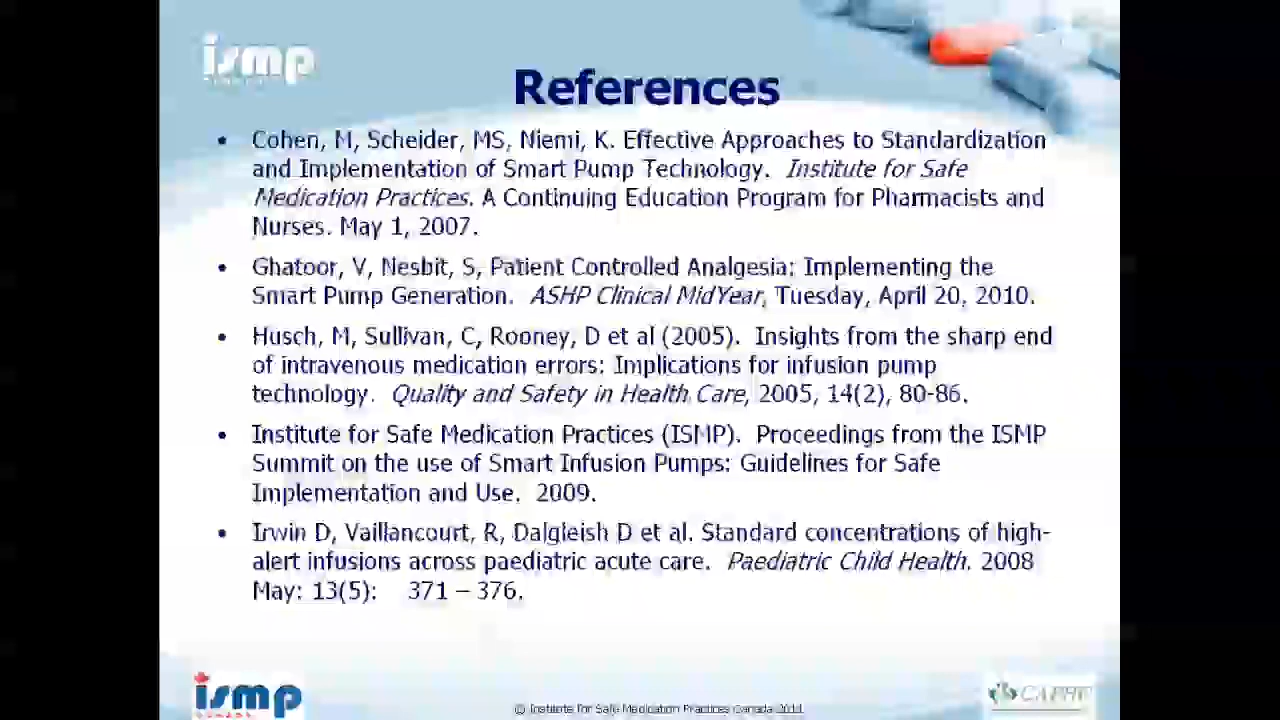 ismp
References
• Cohen, M, Scheider, MS, Niemi, K. Effective Approaches to Standardization
and Implementation of Smart Pump Technology. Institute for Safe
Medication Practices. A Continuing Education Program for Pharmacists and
Nurses. May 1, 2007.
• Ghatoor, V, Nesbit, S, Patient Controlled Analgesia: Implementing the
Smart Pump Generation. ASHP Clinical MidYear, Tuesday, April 20, 2010.
• Husch, M, Sullivan, C, Rooney, D et al (2005). Insights from the sharp end
of intravenous medication errors: Implications for infusion pump
technology. Quality and Safety in Health Care, 2005, 14(2), 80-86.
• Institute for Safe Medication Practices (ISMP). Proceedings from the ISMP
Summit on the use of Smart Infusion Pumps: Guidelines for Safe
Implementation and Use. 2009.
• Irwin D, Vaillancourt, R, Dalgleish D et al. Standard concentrations of high-
alert infusions across paediatric acute care. Paediatric Child Health. 2008
May: 13(5): 371 – 376.
ismp
© Institute for Safe Medication Practices Canada 2011